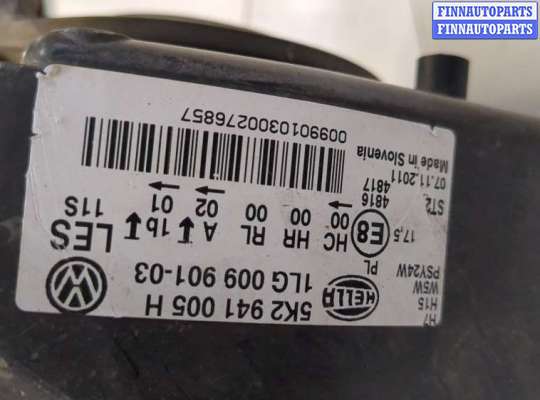 FINNAUTOPARTS
FINNAUTOPARTS
5K2 941 005 H
1LG 009 901-03
LES
11S
HELLA
HC HR RL A 1b
00 00 00 02 01
E8
17,5
PL
H7
H15
W5W
PSY24W
ST2
4816
4817
07.11.2011
Made in Slovenia
0099010300276857